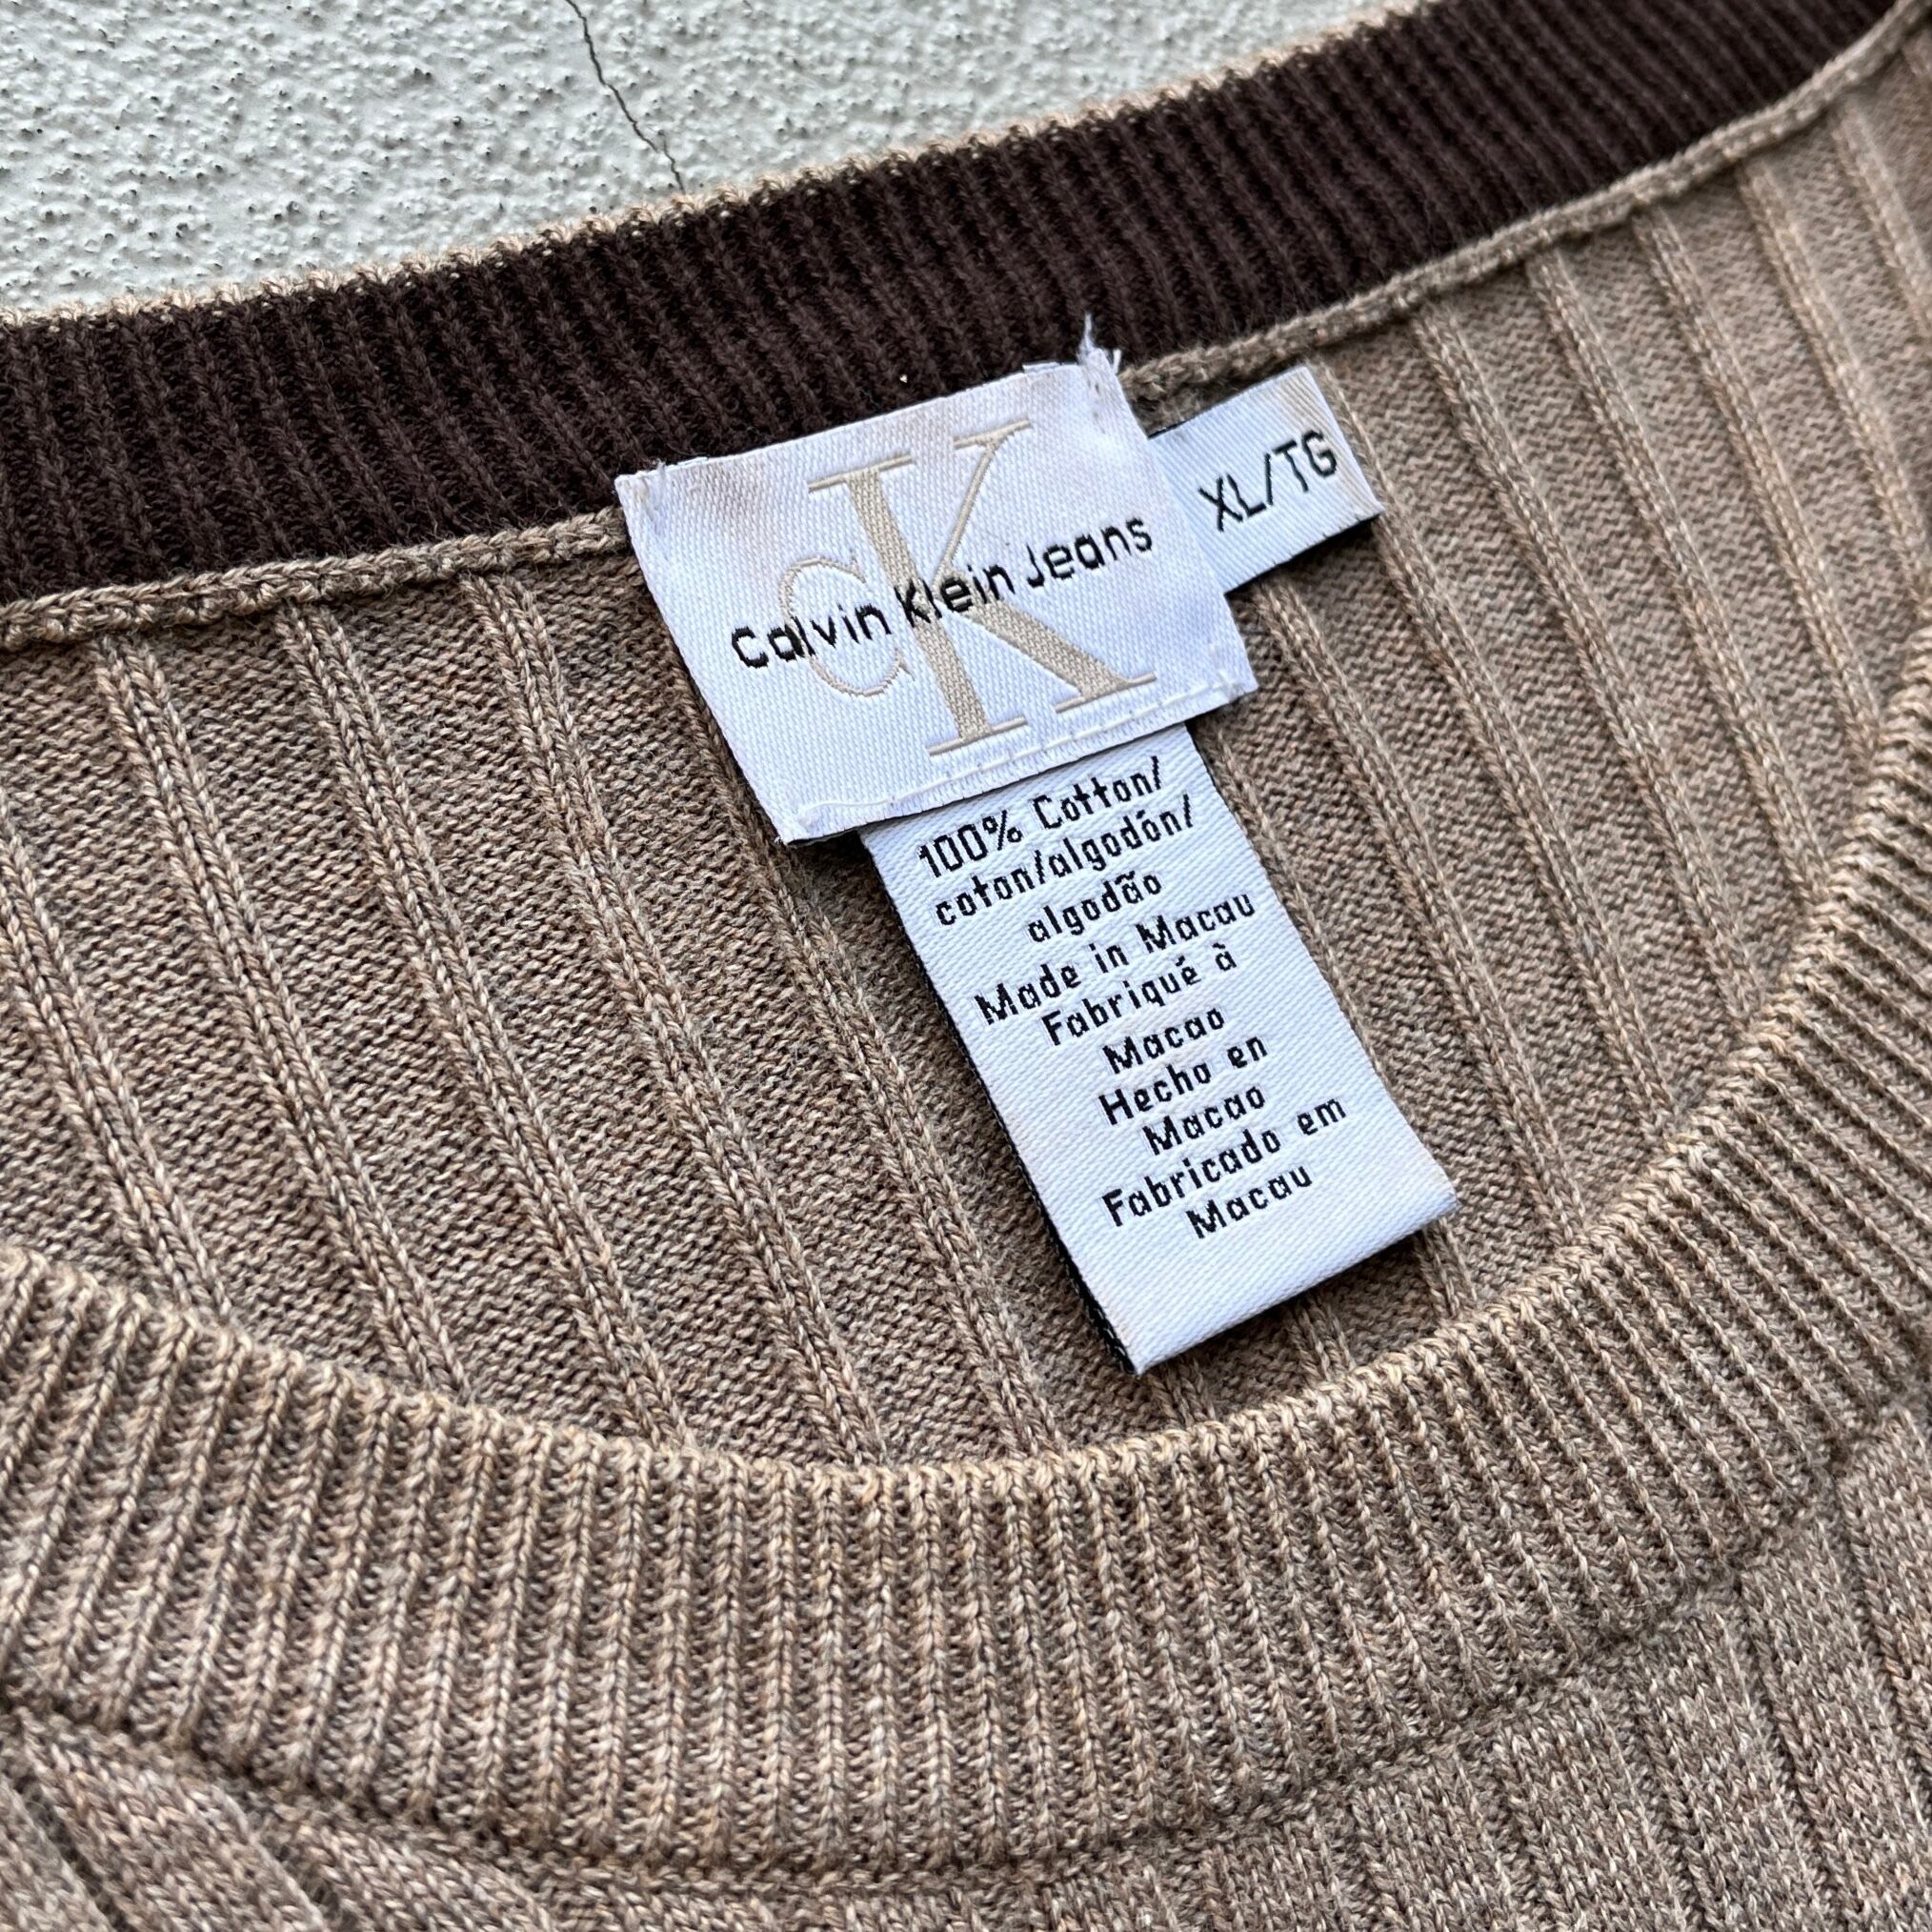 cK
Calvin Klein Jeans
XL/TG
100% Cotton/
coton/algodón/
algodão
Made in Macau
Fabriqué à
Macao
Hecho en
Macao
Fabricado em
Macau